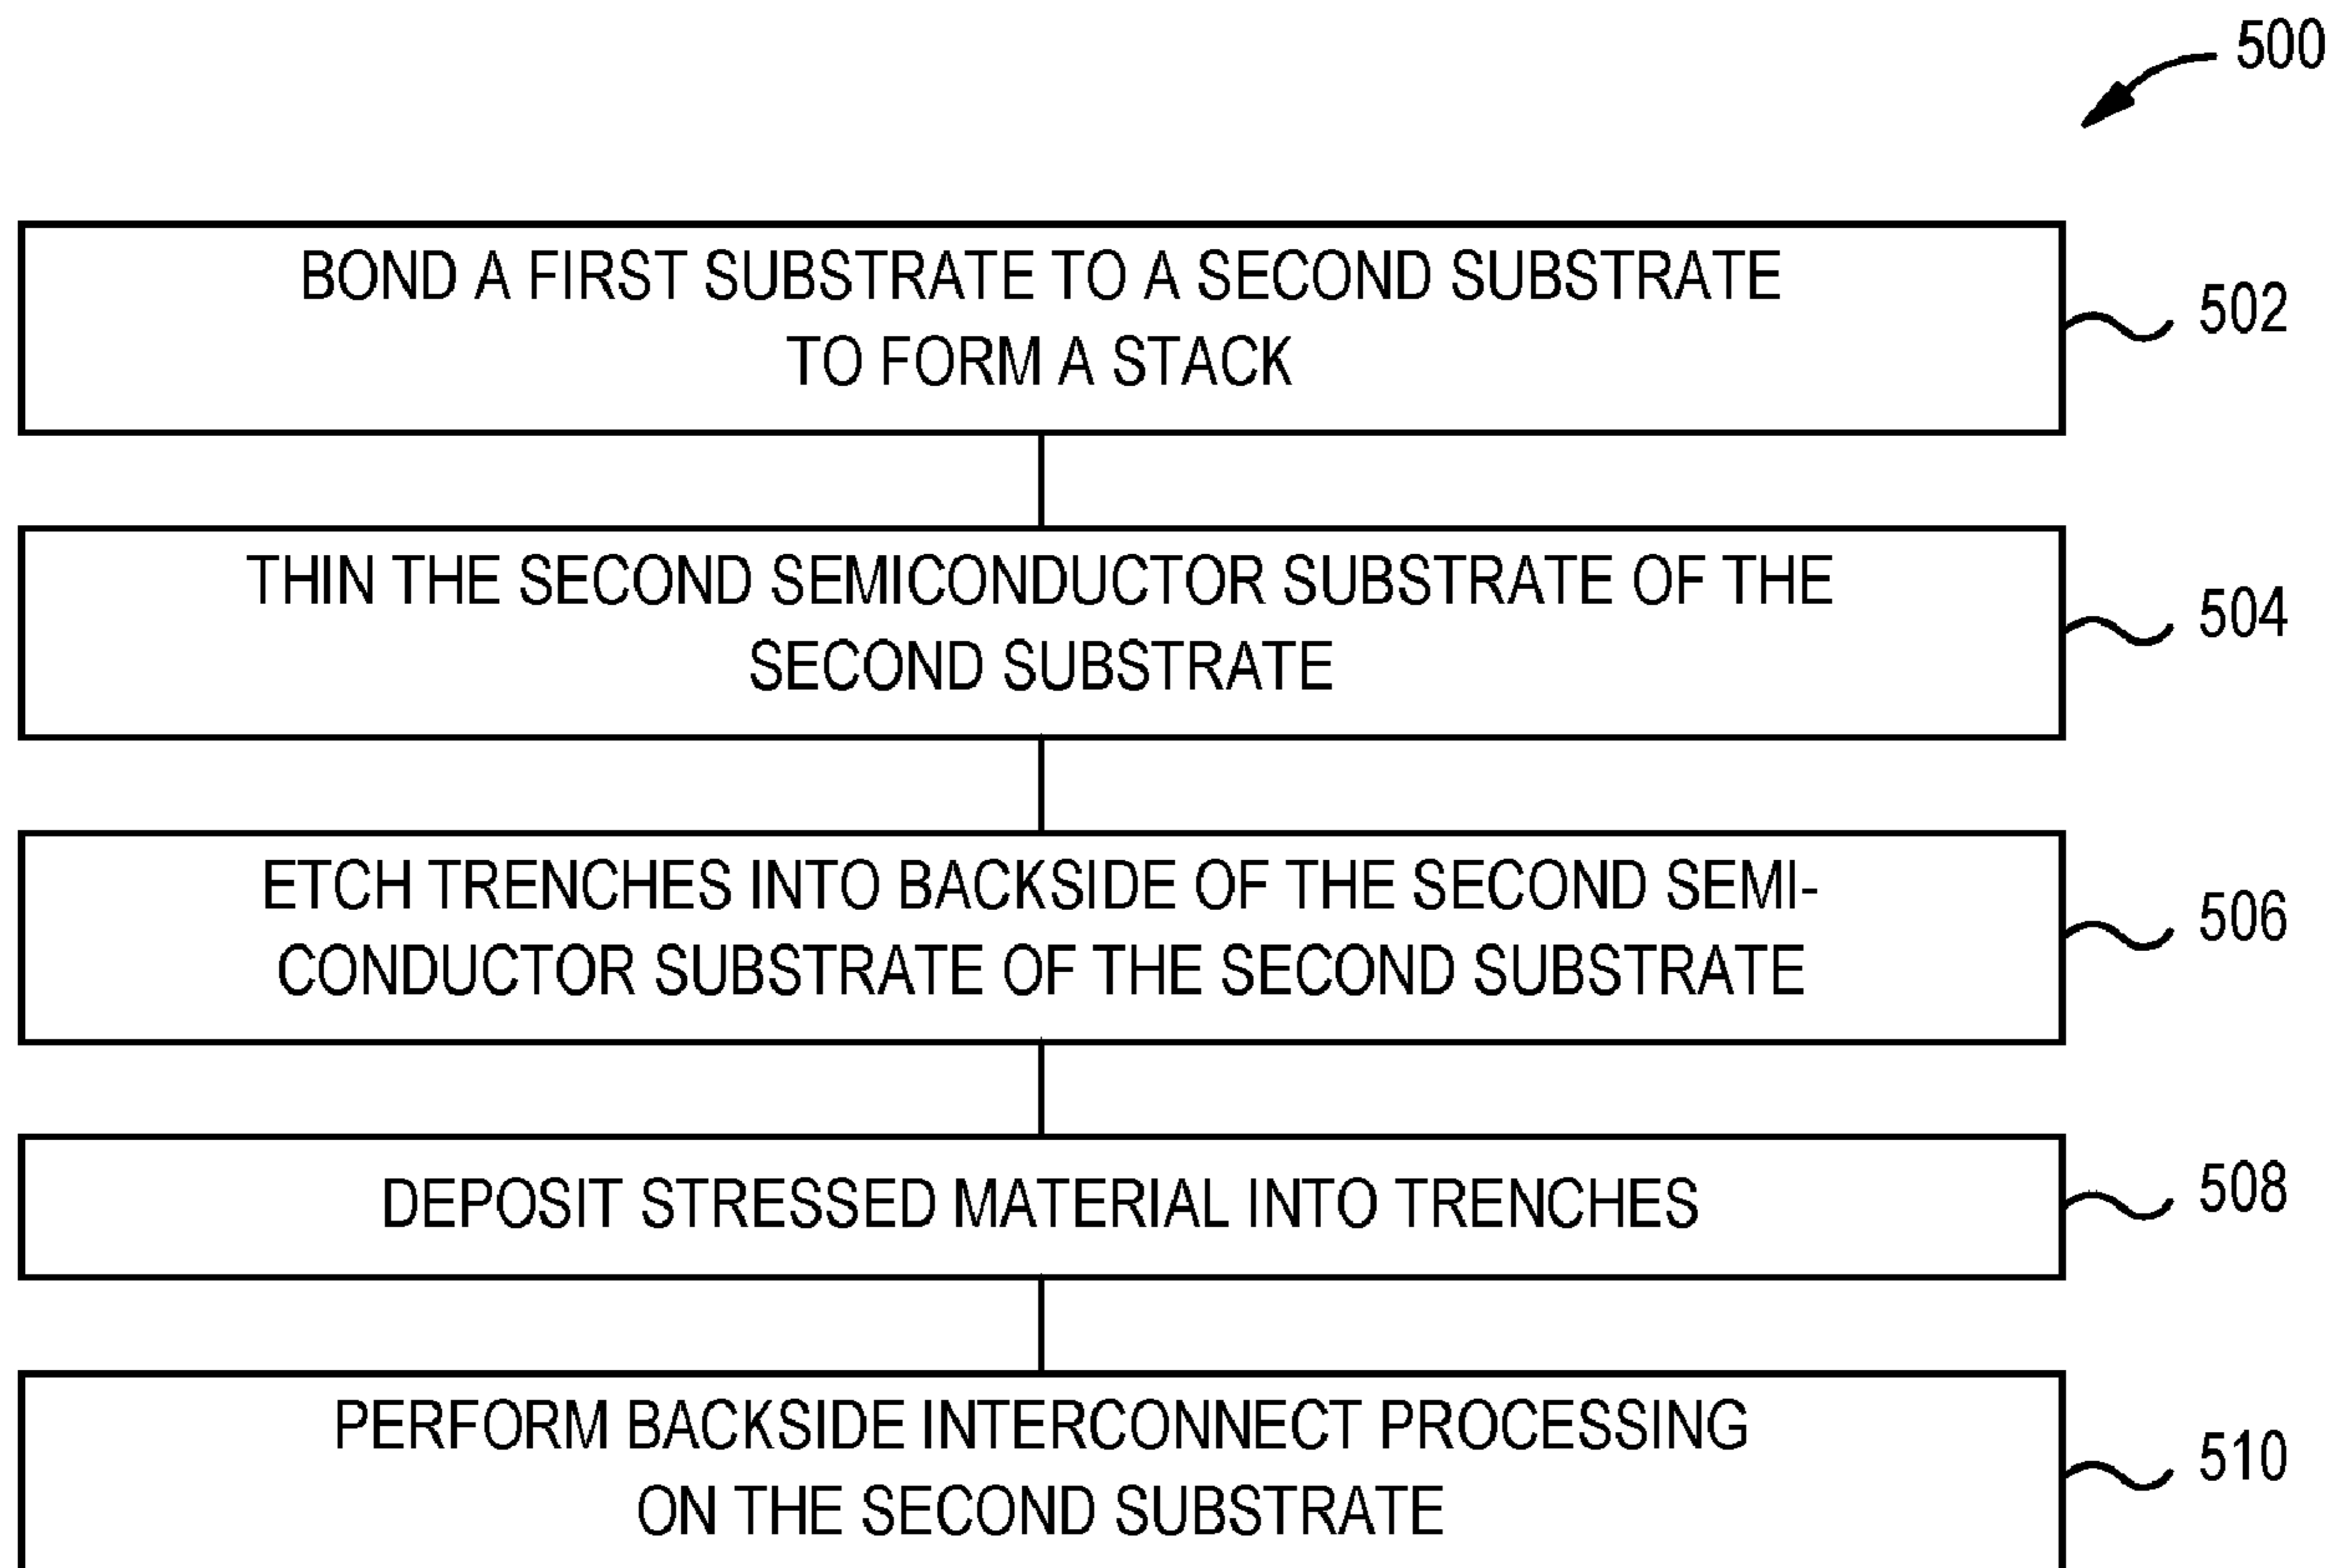 500
BOND A FIRST SUBSTRATE TO A SECOND SUBSTRATE
TO FORM A STACK
502
THIN THE SECOND SEMICONDUCTOR SUBSTRATE OF THE
SECOND SUBSTRATE
504
ETCH TRENCHES INTO BACKSIDE OF THE SECOND SEMI-
CONDUCTOR SUBSTRATE OF THE SECOND SUBSTRATE
506
DEPOSIT STRESSED MATERIAL INTO TRENCHES
508
PERFORM BACKSIDE INTERCONNECT PROCESSING
ON THE SECOND SUBSTRATE
510